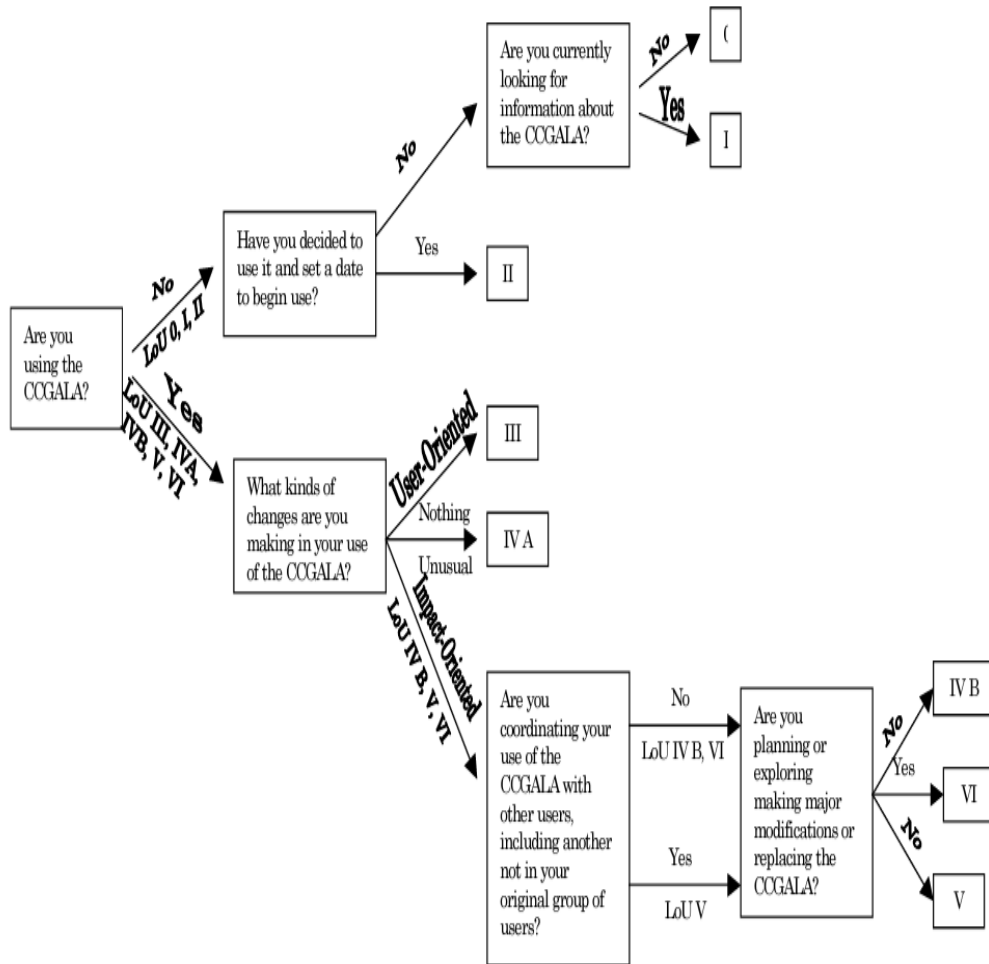 Are you currently
looking for
information about
the CCGALA?
No
(
Yes
I
No
Have you decided to
use it and set a date
to begin use?
Yes
II
No
LoU 0, I, II
Are you
using the
CCGALA?
Yes
LoU III, IVA,
IVB, V, VI
What kinds of
changes are you
making in your use
of the CCGALA?
User-Oriented
III
Nothing
Unusual
IV A
Impact-Oriented
LoU IV B, V, VI
Are you
coordinating your
use of the
CCGALA with
other users,
including another
not in your
original group of
users?
No
LoU IV B, VI
Yes
LoU V
Are you
planning or
exploring
making major
modifications or
replacing the
CCGALA?
No
IV B
Yes
VI
No
V